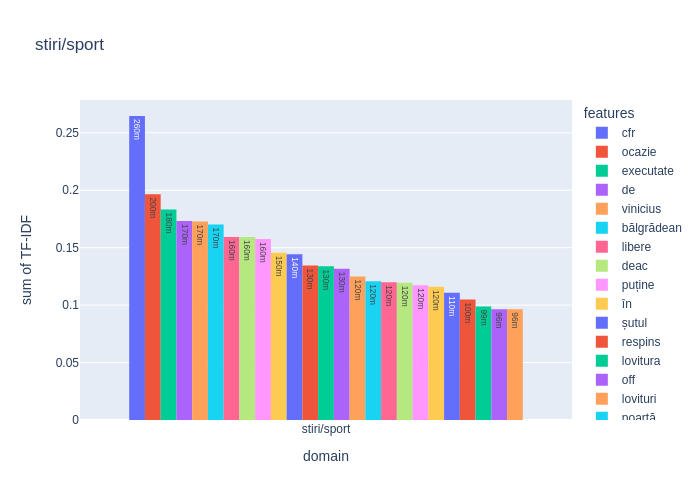 stiri/sport
features
cfr
ocazie
executate
de
vinicius
bălgrădean
libere
deac
puține
în
șutul
respins
lovitura
off
lovituri
poartă
sum of TF-IDF
0.25
0.2
0.15
0.1
0.05
0
260m
200m
180m
170m
170m
170m
160m
160m
160m
150m
140m
130m
130m
130m
120m
120m
120m
120m
120m
120m
110m
100m
99m
96m
96m
stiri/sport
domain